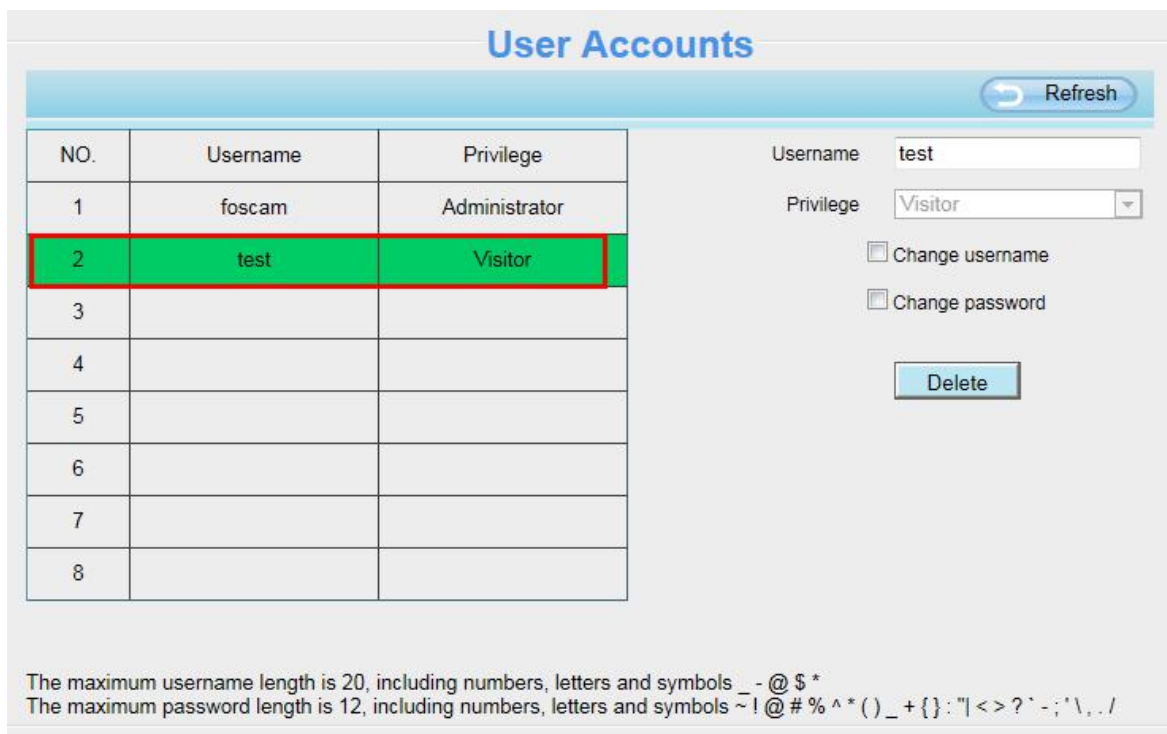 User Accounts
Refresh
NO. Username Privilege
1 foscam Administrator
2 test Visitor
3
4
5
6
7
8
Username test
Privilege Visitor
Change username
Change password
Delete
The maximum username length is 20, including numbers, letters and symbols _ - @ $ *
The maximum password length is 12, including numbers, letters and symbols ~ ! @ # % ^ * ( ) _ + { } : "| < > ? ` - ; ' \ , . /